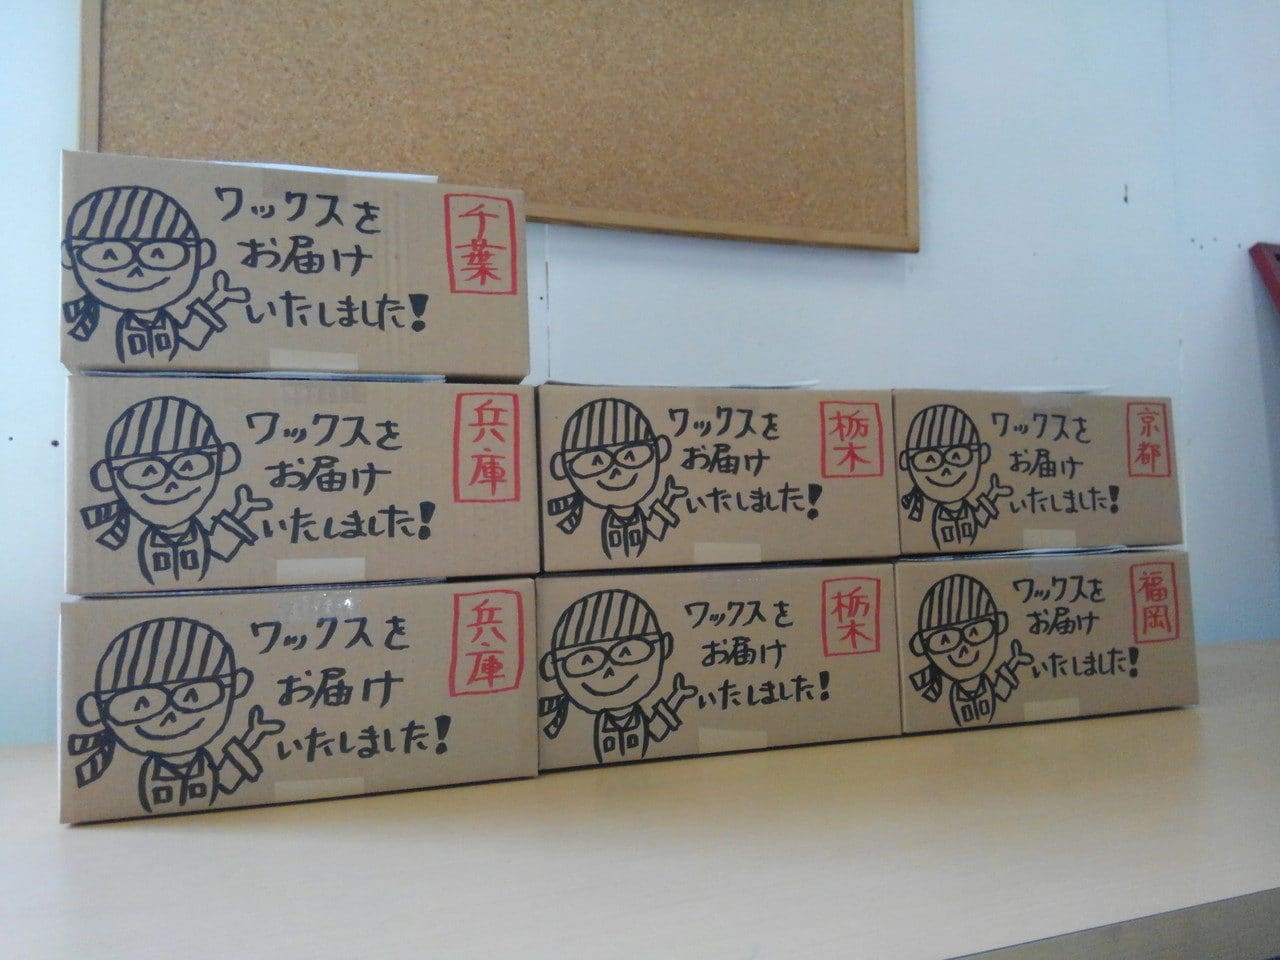 ワックスを
お届け
いたしました!
千葉
ワックスを
お届け
いたしました!
兵庫
ワックスを
お届け
いたしました!
栃木
ワックスを
お届け
いたしました!
京都
ワックスを
お届け
いたしました!
兵庫
ワックスを
お届け
いたしました!
栃木
ワックスを
お届け
いたしました!
福岡